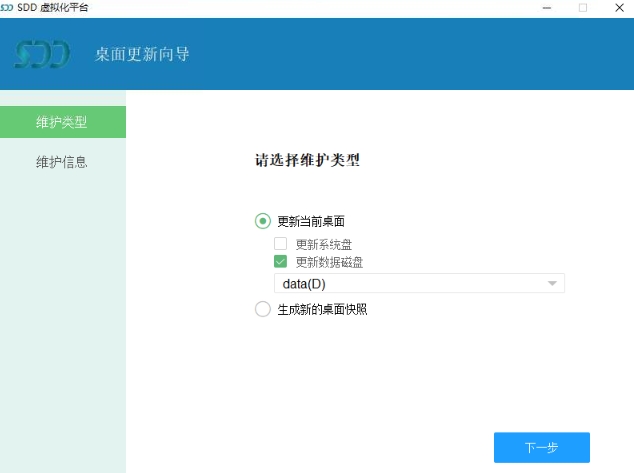 SDD SDD 虚拟化平台
SDD 桌面更新向导
维护类型
维护信息
请选择维护类型
更新当前桌面
更新系统盘
更新数据磁盘
data(D)
生成新的桌面快照
下一步